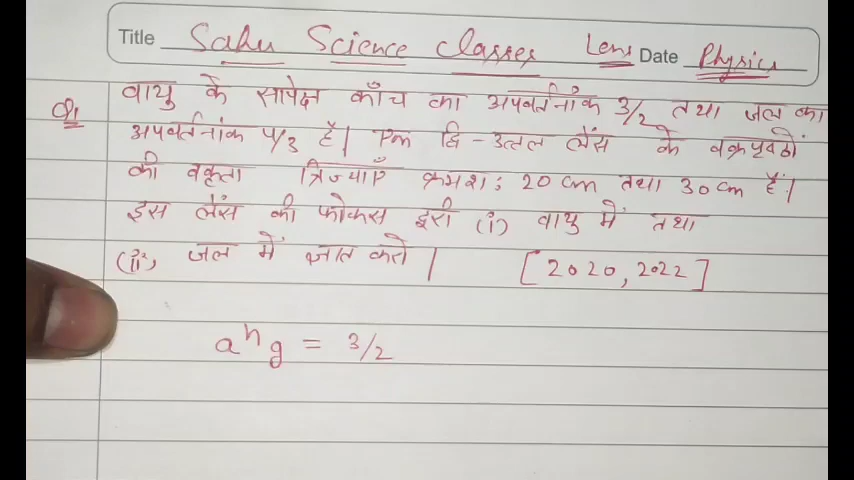 Title Sahu Science Classes Lens Date Physics
Q1 वायु के सापेक्ष काँच का अपवर्तनांक 3/2 तथा जल का
अपवर्तनांक 4/3 है। एक द्वि-उत्तल लेंस के वक्रपृष्ठों
की वक्रता त्रिज्याएँ क्रमश: 20 cm तथा 30 cm हैं।
इस लेंस की फोकस दूरी (i) वायु में तथा
(ii) जल में ज्ञात करो। [2020, 2022]
aⁿg = 3/2